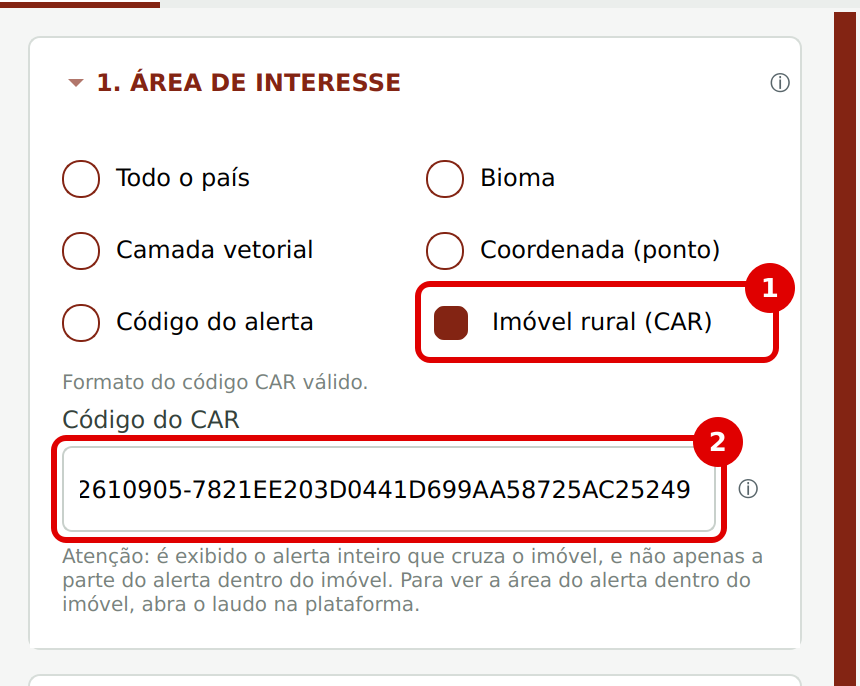 1. ÁREA DE INTERESSE ⓘ
Todo o país
Bioma
Camada vetorial
Coordenada (ponto)
1
Código do alerta
Imóvel rural (CAR)
Formato do código CAR válido.
Código do CAR
2
2610905-7821EE203D0441D699AA58725AC25249 ⓘ
Atenção: é exibido o alerta inteiro que cruza o imóvel, e não apenas a
parte do alerta dentro do imóvel. Para ver a área do alerta dentro do
imóvel, abra o laudo na plataforma.